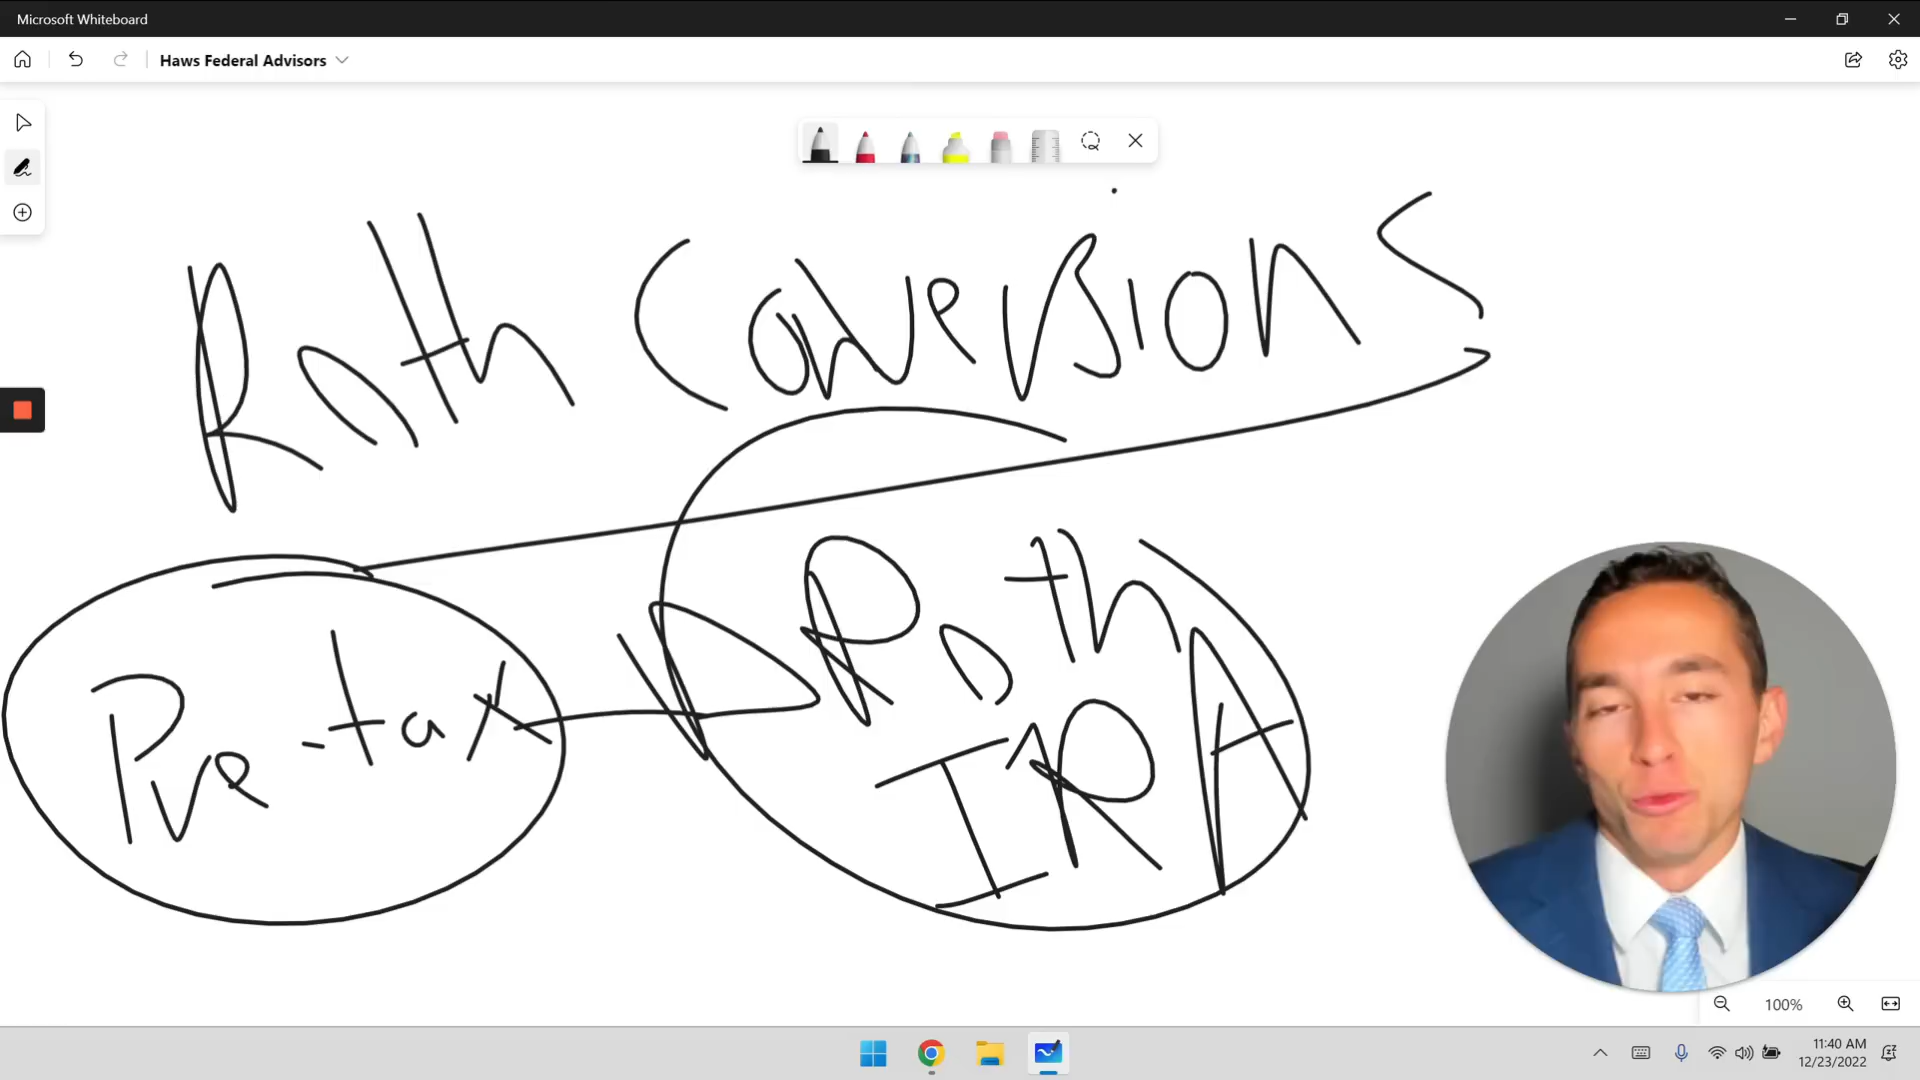 Microsoft Whiteboard
Haws Federal Advisors
Roth Conversions
Pre-tax
Roth
IRA
100%
11:40 AM
12/23/2022